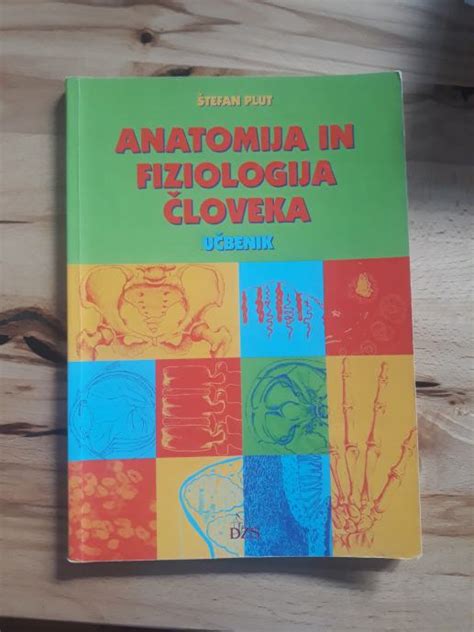 ŠTEFAN PLUT
ANATOMIJA IN
FIZIOLOGIJA
ČLOVEKA
UČBENIK
DZS